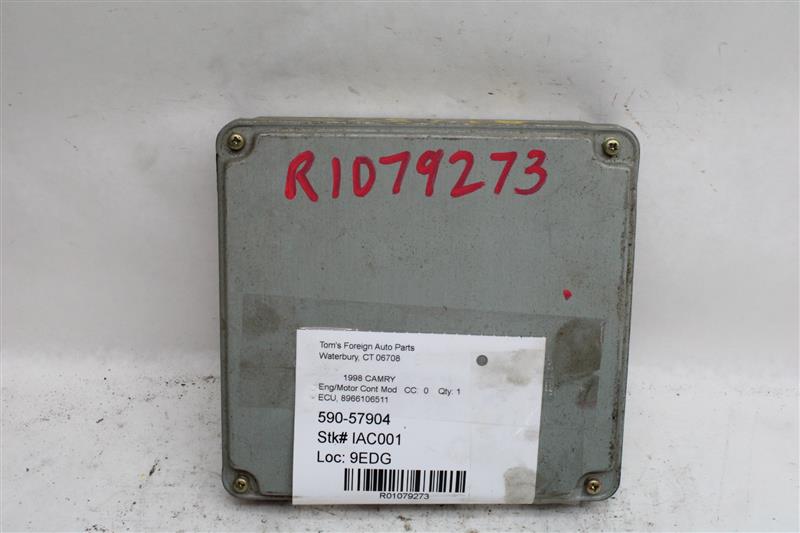 R1079273
Tom's Foreign Auto Parts
Waterbury, CT 06708
1998 CAMRY
Eng/Motor Cont Mod CC: 0 Qty: 1
ECU, 8966106511
590-57904
Stk# IAC001
Loc: 9EDG
R01079273